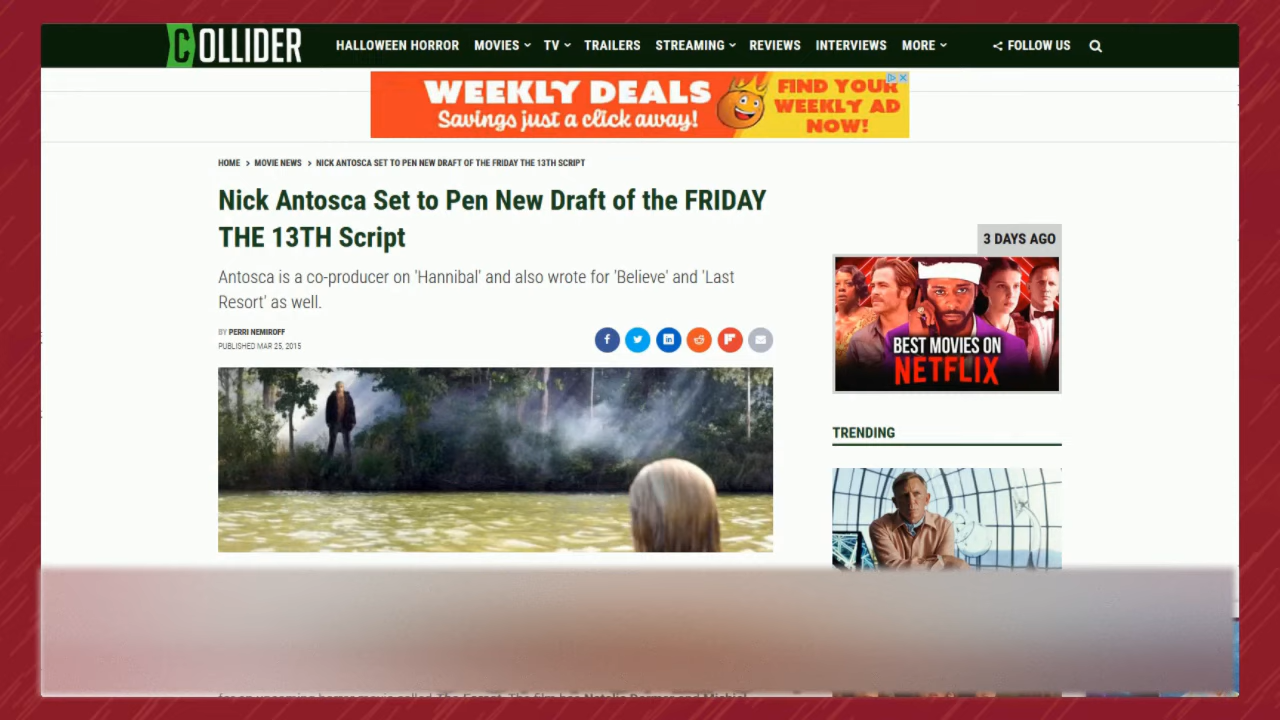 COLLIDER
HALLOWEEN HORROR MOVIES TV TRAILERS STREAMING REVIEWS INTERVIEWS MORE FOLLOW US
WEEKLY DEALS
Savings just a click away!
FIND YOUR
WEEKLY AD
NOW!
HOME > MOVIE NEWS > NICK ANTOSCA SET TO PEN NEW DRAFT OF THE FRIDAY THE 13TH SCRIPT
Nick Antosca Set to Pen New Draft of the FRIDAY
THE 13TH Script
Antosca is a co-producer on 'Hannibal' and also wrote for 'Believe' and 'Last
Resort' as well.
BY PERRI NEMIROFF
PUBLISHED MAR 25, 2015
3 DAYS AGO
BEST MOVIES ON
NETFLIX
TRENDING